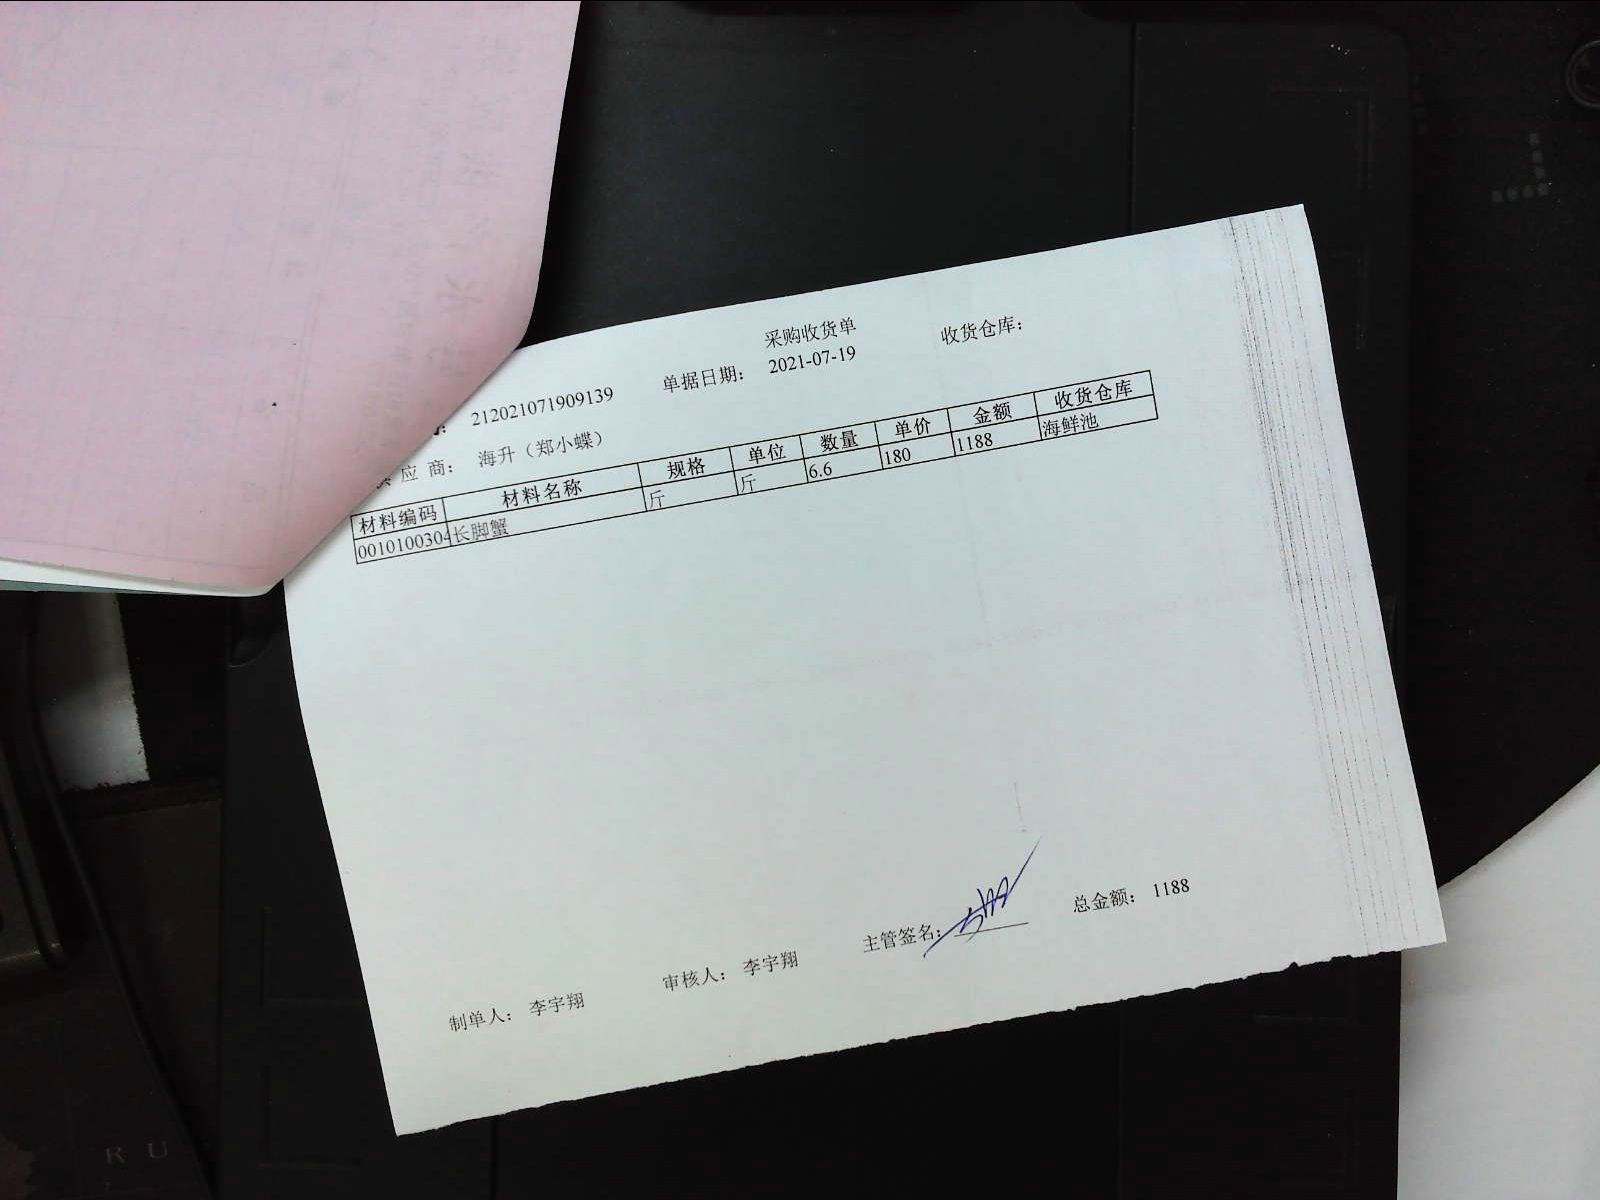 采购收货单
212021071909139 单据日期： 2021-07-19 收货仓库：
应 商： 海升（郑小蝶）
材料编码 材料名称 规格 单位 数量 单价 金额 收货仓库
0010100304 长脚蟹 斤 斤 6.6 180 1188 海鲜池
制单人： 李宇翔 审核人： 李宇翔 主管签名： 总金额： 1188
R U